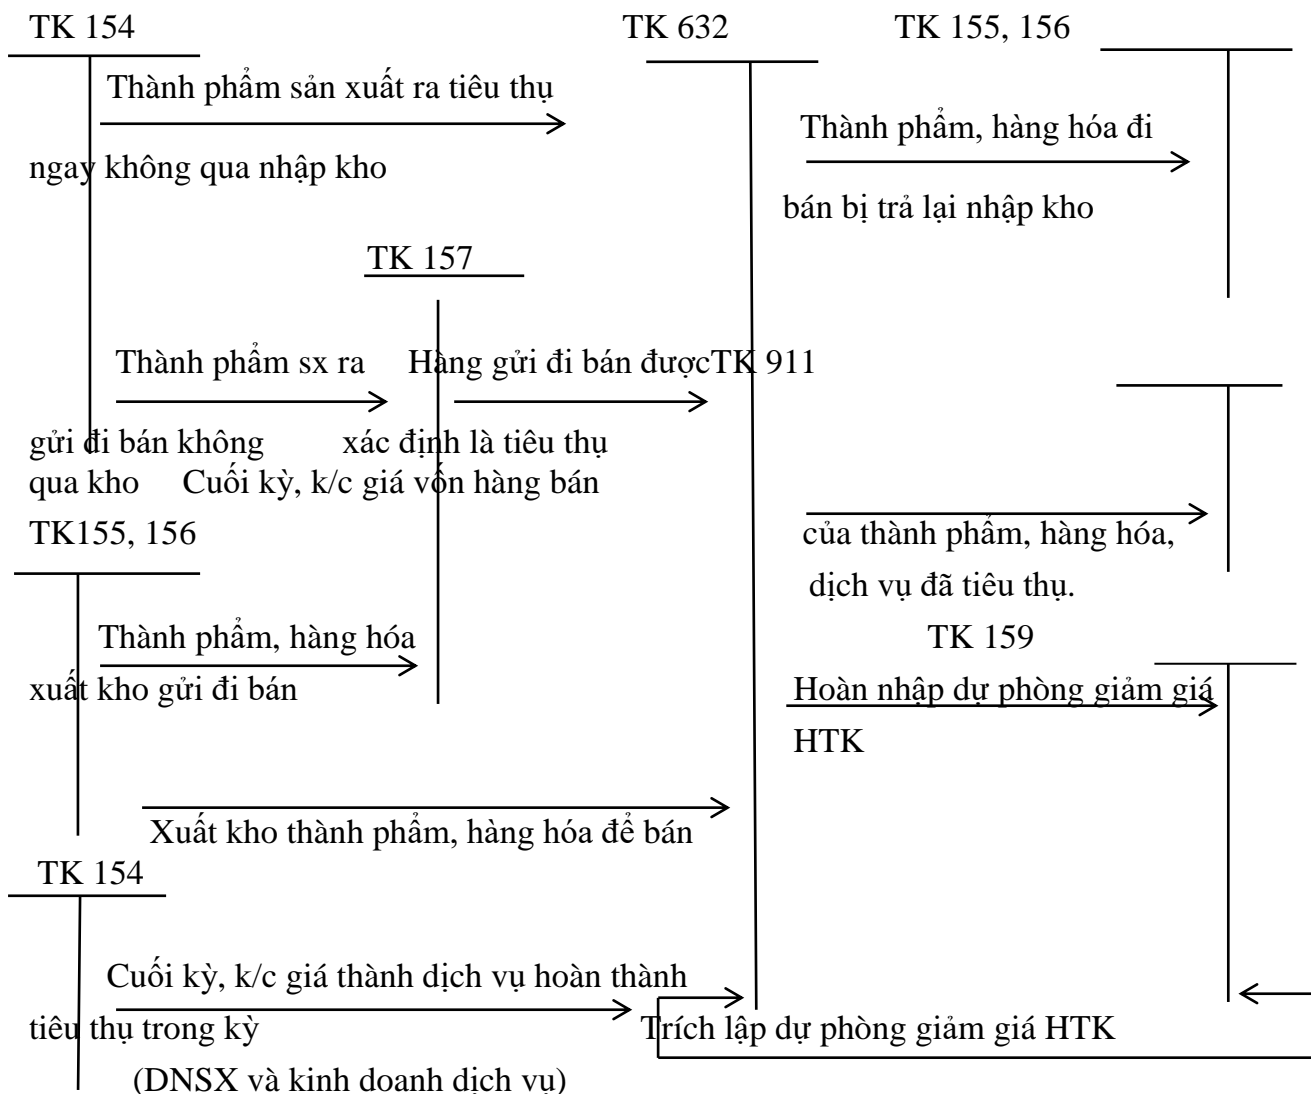 TK 154 TK 632 TK 155, 156
Thành phẩm sản xuất ra tiêu thụ
Thành phẩm, hàng hóa đi
ngay không qua nhập kho
bán bị trả lại nhập kho
TK 157
Thành phẩm sx ra Hàng gửi đi bán được TK 911
gửi đi bán không xác định là tiêu thụ
qua kho Cuối kỳ, k/c giá vốn hàng bán
TK155, 156
của thành phẩm, hàng hóa,
dịch vụ đã tiêu thụ.
Thành phẩm, hàng hóa TK 159
xuất kho gửi đi bán Hoàn nhập dự phòng giảm giá
HTK
Xuất kho thành phẩm, hàng hóa để bán
TK 154
Cuối kỳ, k/c giá thành dịch vụ hoàn thành
tiêu thụ trong kỳ Trích lập dự phòng giảm giá HTK
(DNSX và kinh doanh dịch vụ)